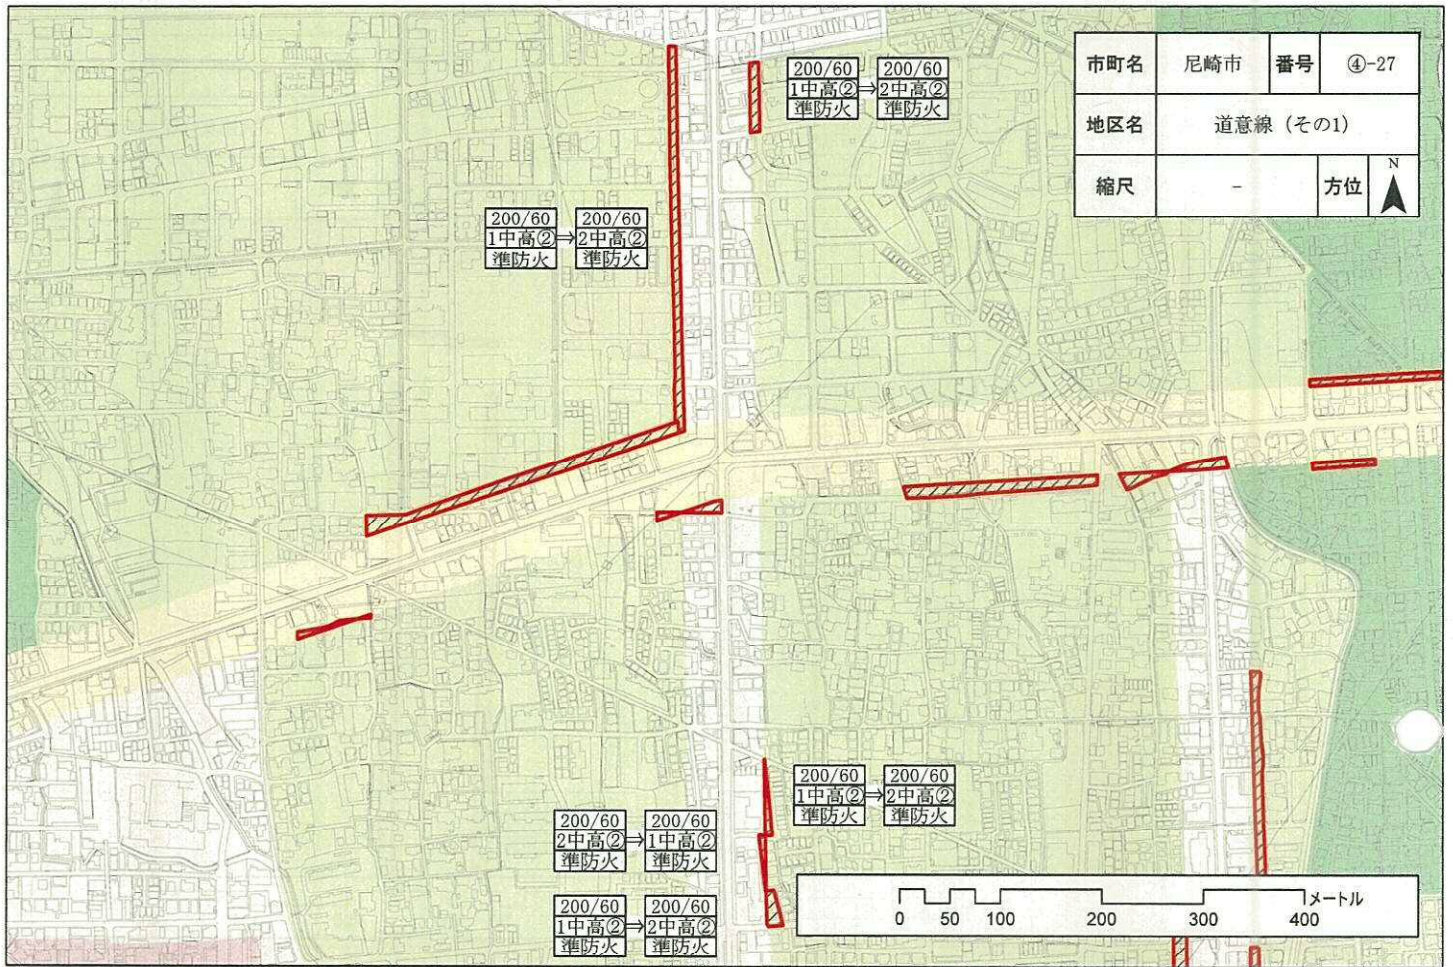 市町名 尼崎市 番号 ④-27
地区名 道意線（その1）
縮尺 - 方位 N
200/60 200/60
1中高②⇒2中高②
準防火 準防火
200/60 200/60
1中高②⇒2中高②
準防火 準防火
200/60 200/60
1中高②⇒2中高②
準防火 準防火
200/60 200/60
2中高②⇒1中高②
準防火 準防火
200/60 200/60
1中高②⇒2中高②
準防火 準防火
メートル
0 50 100 200 300 400